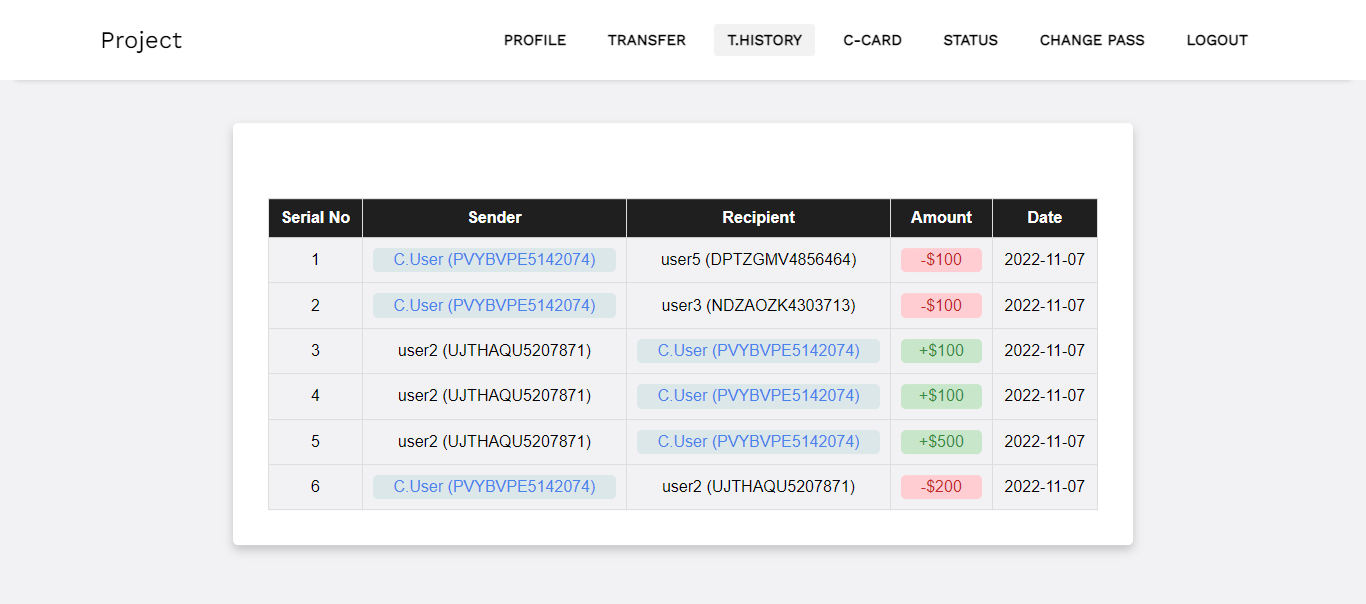 Project PROFILE TRANSFER T.HISTORY C-CARD STATUS CHANGE PASS LOGOUT
Serial No Sender Recipient Amount Date
1 C.User (PVYBVPE5142074) user5 (DPTZGMV4856464) -$100 2022-11-07
2 C.User (PVYBVPE5142074) user3 (NDZAOZK4303713) -$100 2022-11-07
3 user2 (UJTHAQU5207871) C.User (PVYBVPE5142074) +$100 2022-11-07
4 user2 (UJTHAQU5207871) C.User (PVYBVPE5142074) +$100 2022-11-07
5 user2 (UJTHAQU5207871) C.User (PVYBVPE5142074) +$500 2022-11-07
6 C.User (PVYBVPE5142074) user2 (UJTHAQU5207871) -$200 2022-11-07